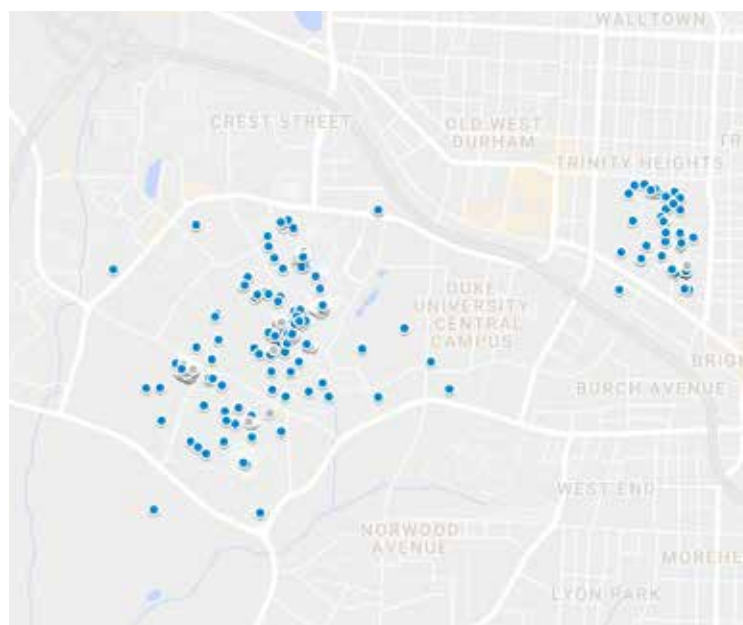 WALLTOWN
CREST STREET
OLD WEST
DURHAM
TRINITY HEIGHTS
DUKE
UNIVERSITY
CENTRAL
CAMPUS
BURCH AVENUE
WEST END
NORWOOD
AVENUE
MOREHE
LYON PARK